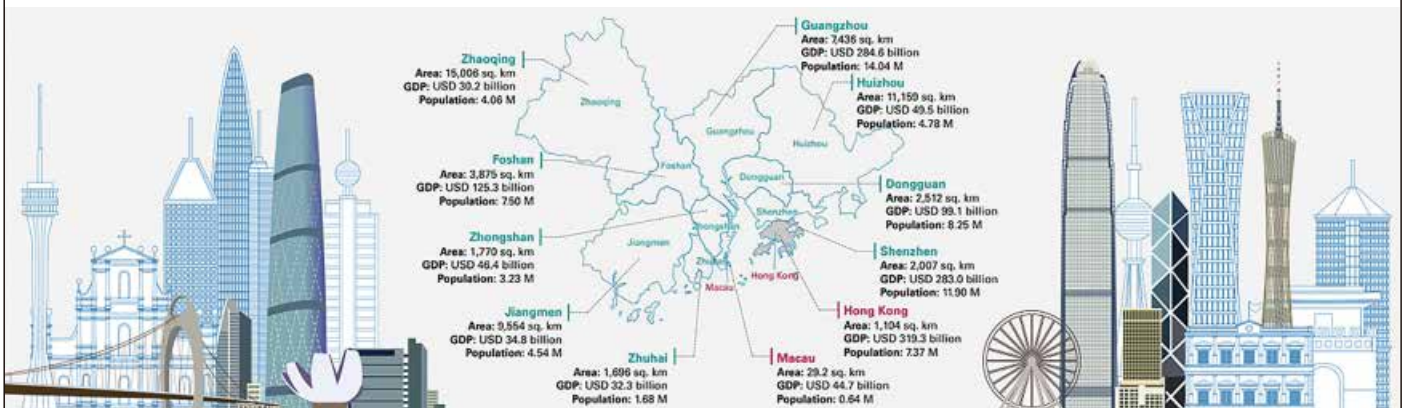 Guangzhou
Area: 7,436 sq. km
GDP: USD 284.6 billion
Population: 14.04 M
Zhaoqing
Area: 15,006 sq. km
GDP: USD 30.2 billion
Population: 4.06 M
Huizhou
Area: 11,159 sq. km
GDP: USD 49.5 billion
Population: 4.78 M
Foshan
Area: 3,875 sq. km
GDP: USD 125.3 billion
Population: 7.50 M
Dongguan
Area: 2,512 sq. km
GDP: USD 99.1 billion
Population: 8.25 M
Zhongshan
Area: 1,770 sq. km
GDP: USD 46.4 billion
Population: 3.23 M
Shenzhen
Area: 2,007 sq. km
GDP: USD 283.0 billion
Population: 11.90 M
Jiangmen
Area: 9,554 sq. km
GDP: USD 34.8 billion
Population: 4.54 M
Hong Kong
Area: 1,104 sq. km
GDP: USD 319.3 billion
Population: 7.37 M
Zhuhai
Area: 1,696 sq. km
GDP: USD 32.3 billion
Population: 1.68 M
Macau
Area: 29.2 sq. km
GDP: USD 44.7 billion
Population: 0.64 M
Zhaoqing
Guangzhou
Huizhou
Foshan
Dongguan
Shenzhen
Zhongshan
Jiangmen
Zhuhai
Hong Kong
Macau